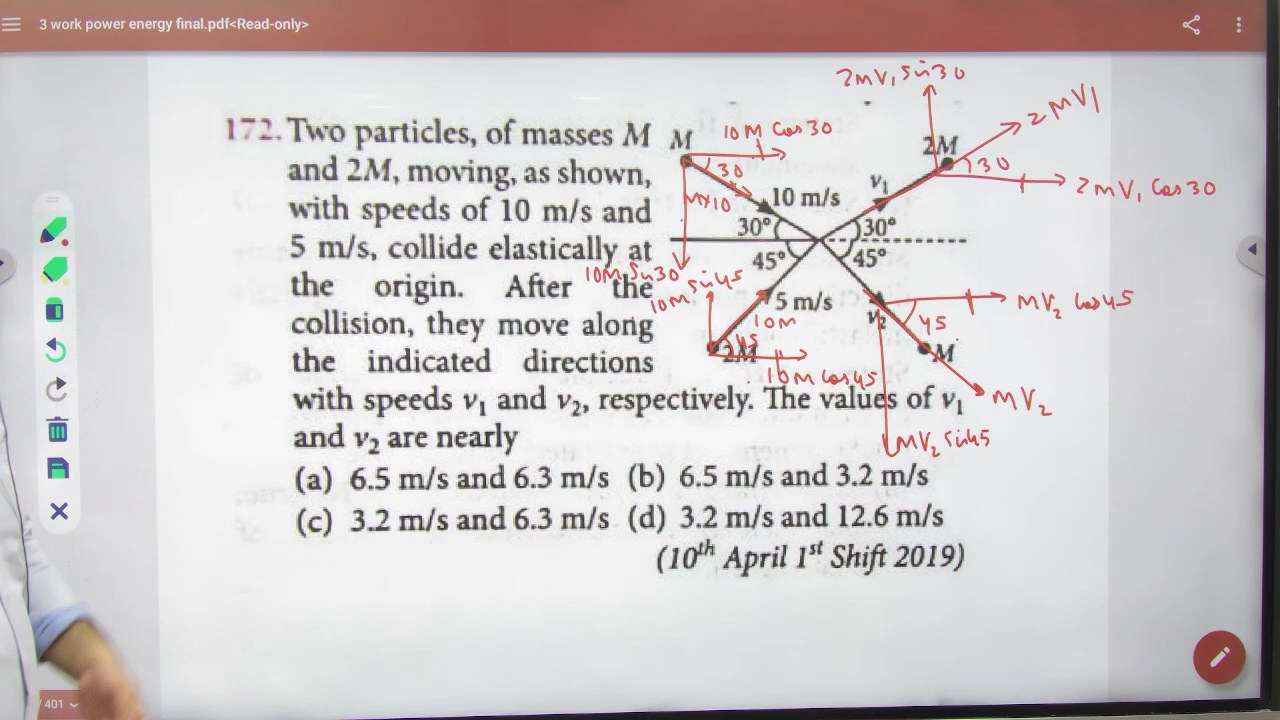 3 work power energy final.pdf<Read-only>
2mv, sin30
2MV1
172. Two particles, of masses M
M
10M Cos30
2M
and 2M, moving, as shown,
30
30
v₁
2mv, Cos30
with speeds of 10 m/s and
Mx10
10 m/s
30°
30°
5 m/s, collide elastically at
45°
45°
the origin. After the
10M Sin30
10m sin45
5 m/s
v₂
MV₂ cos45
collision, they move along
10m
45
45
2M
M
the indicated directions
10m cos45
with speeds v₁ and v₂, respectively. The values of v₁
MV₂
and v₂ are nearly
MV₂ sin45
(a) 6.5 m/s and 6.3 m/s (b) 6.5 m/s and 3.2 m/s
(c) 3.2 m/s and 6.3 m/s (d) 3.2 m/s and 12.6 m/s
(10th April 1st Shift 2019)
/ 401